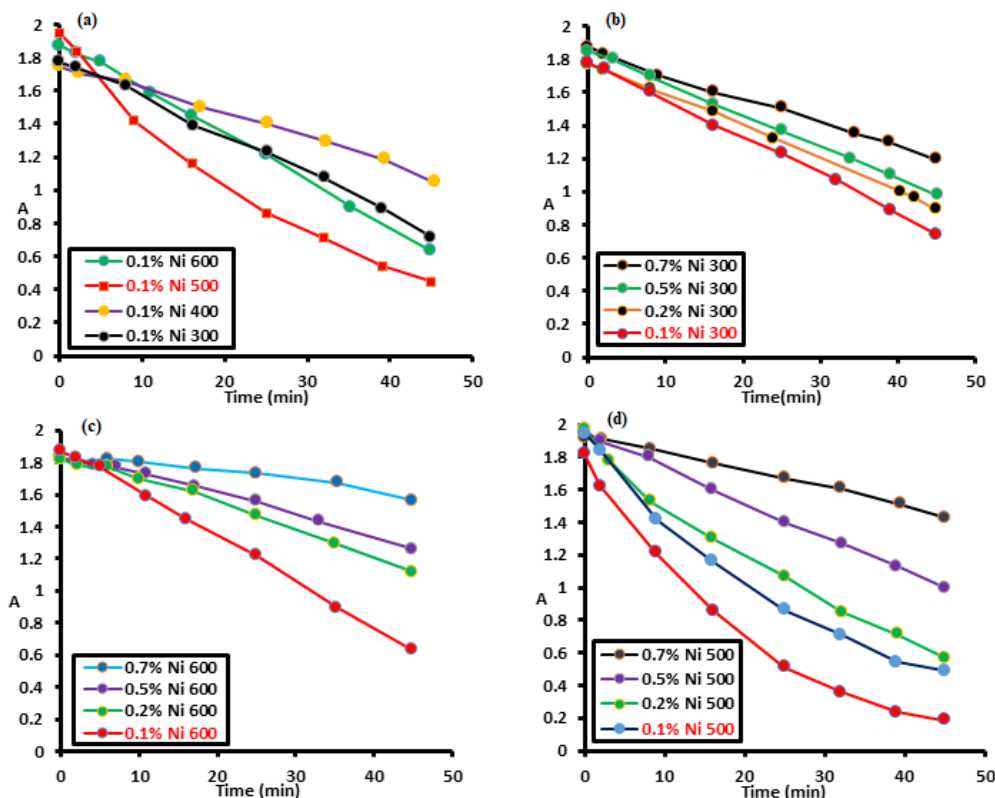 (a)
2
1.8
1.6
1.4
1.2
1
A
0.8
0.6
0.4
0.2
0
0.1% Ni 600
0.1% Ni 500
0.1% Ni 400
0.1% Ni 300
0 10 20 30 40 50
Time (min)
(b)
2
1.8
1.6
1.4
1.2
1
A
0.8
0.6
0.4
0.2
0
0.7% Ni 300
0.5% Ni 300
0.2% Ni 300
0.1% Ni 300
0 10 20 30 40 50
Time(min)
(c)
2
1.8
1.6
1.4
1.2
1
A
0.8
0.6
0.4
0.2
0
0.7% Ni 600
0.5% Ni 600
0.2% Ni 600
0.1% Ni 600
0 10 20 30 40 50
Time (min)
(d)
2
1.8
1.6
1.4
1.2
1
A
0.8
0.6
0.4
0.2
0
0.7% Ni 500
0.5% Ni 500
0.2% Ni 500
0.1% Ni 500
0 10 20 30 40 50
Time (min)